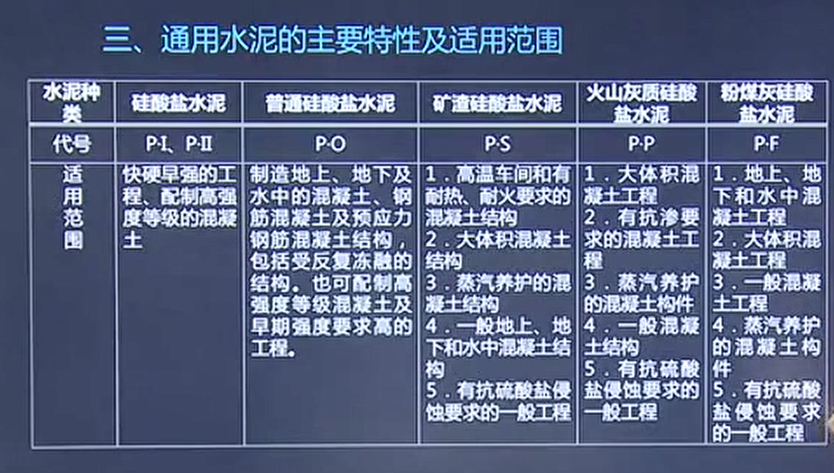 三、通用水泥的主要特性及适用范围
水泥种
类
硅酸盐水泥
普通硅酸盐水泥
矿渣硅酸盐水泥
火山灰质硅酸
盐水泥
粉煤灰硅酸
盐水泥
代号
P·I、P·II
P·O
P·S
P·P
P·F
适
用
范
围
快硬早强的工
程、配制高强
度等级的混凝
土
制造地上、地下及
水中的混凝土、钢
筋混凝土及预应力
钢筋混凝土结构，
包括受反复冻融的
结构。也可配制高
强度等级混凝土及
早期强度要求高的
工程。
1．高温车间和有
耐热、耐火要求的
混凝土结构
2．大体积混凝土
结构
3．蒸汽养护的混
凝土结构
4．一般地上、地
下和水中混凝土结
构
5．有抗硫酸盐侵
蚀要求的一般工程
1．大体积混
凝土工程
2．有抗渗要
求的混凝土工
程
3．蒸汽养护
的混凝土构件
4．一般混凝
土结构
5．有抗硫酸
盐侵蚀要求的
一般工程
1．地上、地
下和水中混
凝土工程
2．大体积混
凝土工程
3．一般混凝
土工程
4．蒸汽养护
的混凝土构
件
5．有抗硫酸
盐侵蚀要求
的一般工程